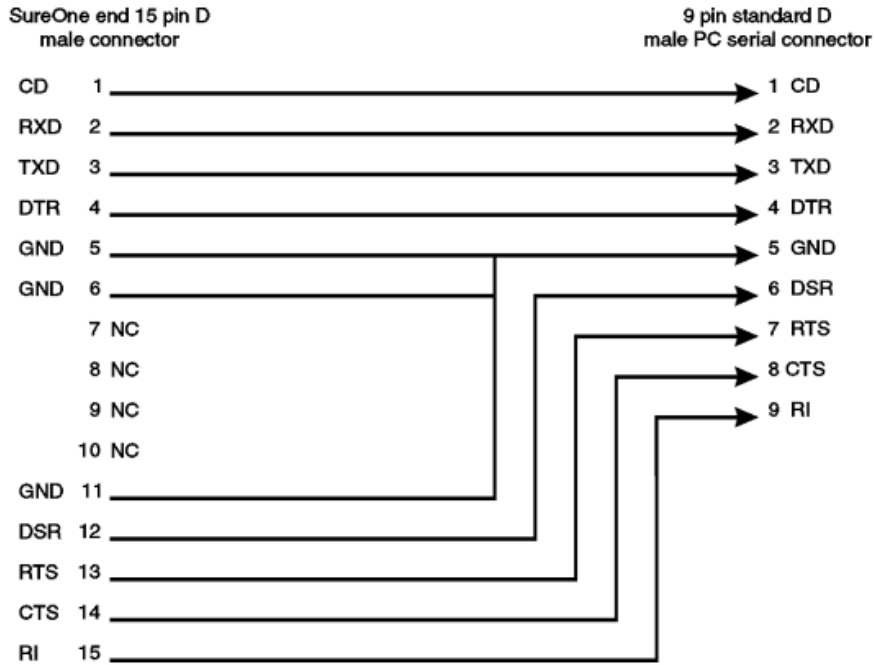 SureOne end 15 pin D
male connector
9 pin standard D
male PC serial connector
CD 1 1 CD
RXD 2 2 RXD
TXD 3 3 TXD
DTR 4 4 DTR
GND 5 5 GND
GND 6 6 DSR
7 NC 7 RTS
8 NC 8 CTS
9 NC 9 RI
10 NC
GND 11
DSR 12
RTS 13
CTS 14
RI 15